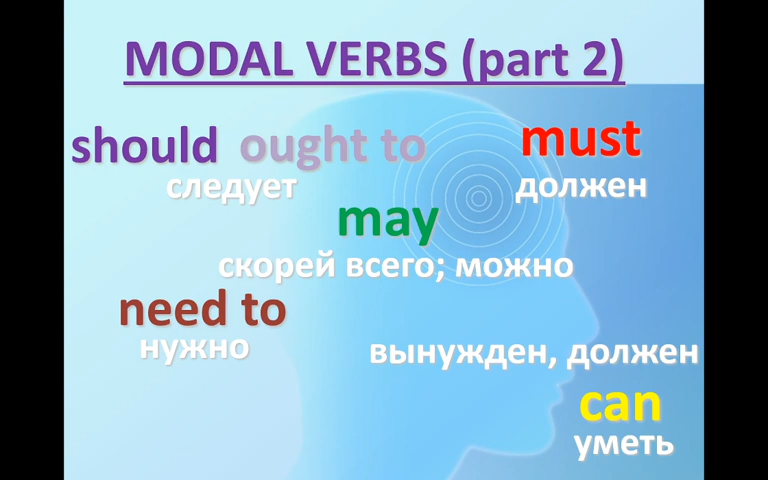 MODAL VERBS (part 2)
should ought to must
следует должен
may
скорей всего; можно
need to
нужно
вынужден, должен
can
уметь